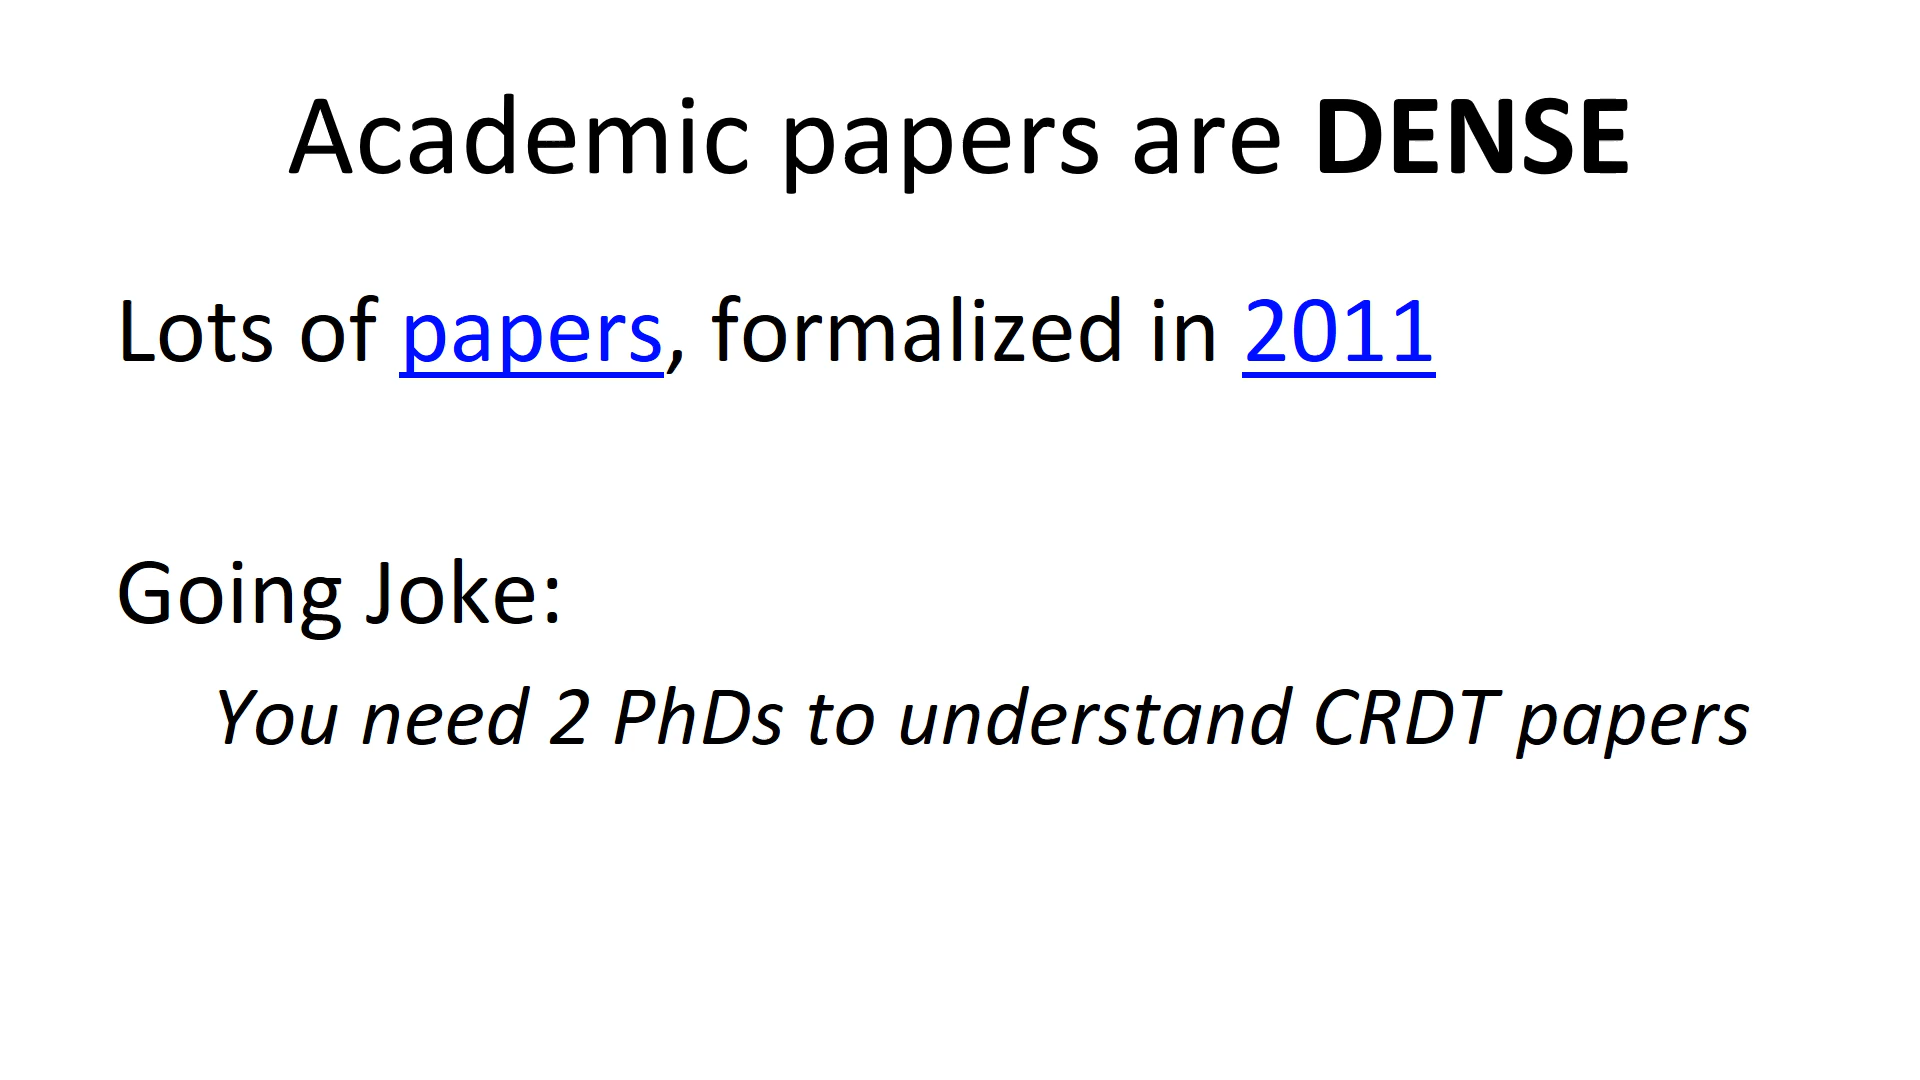 Academic papers are DENSE
Lots of papers, formalized in 2011
Going Joke:
You need 2 PhDs to understand CRDT papers